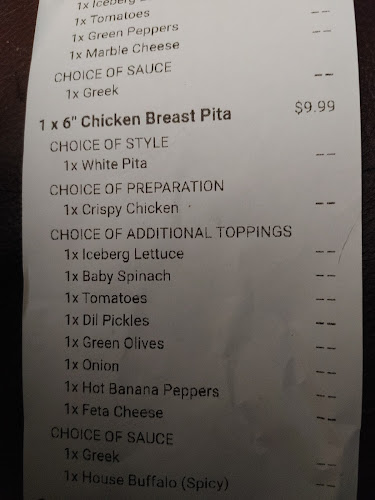 1x Iceberg
1x Tomatoes --
1x Green Peppers --
1x Marble Cheese --
CHOICE OF SAUCE
1x Greek --
1 x 6" Chicken Breast Pita $9.99
CHOICE OF STYLE
1x White Pita --
CHOICE OF PREPARATION
1x Crispy Chicken --
CHOICE OF ADDITIONAL TOPPINGS
1x Iceberg Lettuce --
1x Baby Spinach --
1x Tomatoes --
1x Dil Pickles --
1x Green Olives --
1x Onion --
1x Hot Banana Peppers --
1x Feta Cheese --
CHOICE OF SAUCE
1x Greek --
1x House Buffalo (Spicy) --